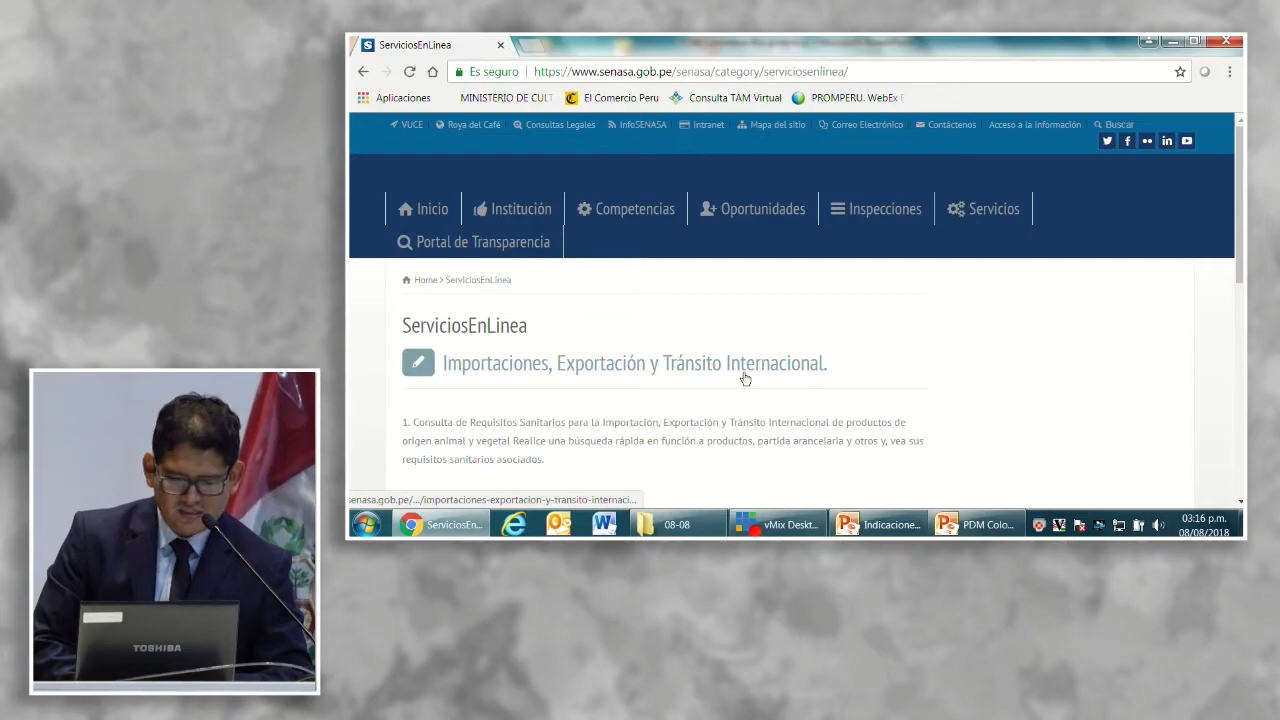 ServiciosEnLinea
Es seguro https://www.senasa.gob.pe/senasa/category/serviciosenlinea/
Aplicaciones MINISTERIO DE CULT El Comercio Peru Consulta TAM Virtual PROMPERU. WebEx E
VUCE Roya del Café Consultas Legales InfoSENASA Intranet Mapa del sitio Correo Electrónico Contáctenos Acceso a la Información Buscar
Inicio Institución Competencias Oportunidades Inspecciones Servicios
Portal de Transparencia
Home > ServiciosEnLinea
ServiciosEnLinea
Importaciones, Exportación y Tránsito Internacional.
1. Consulta de Requisitos Sanitarios para la Importación, Exportación y Tránsito Internacional de productos de
origen animal y vegetal Realice una búsqueda rápida en función a productos, partida arancelaria y otros y, vea sus
requisitos sanitarios asociados.
senasa.gob.pe/.../importaciones-exportacion-y-transito-internaci...
ServiciosEn... 08-08 vMix Deskt... Indicacione... PDM Colo... 03:16 p.m.
08/08/2018
TOSHIBA